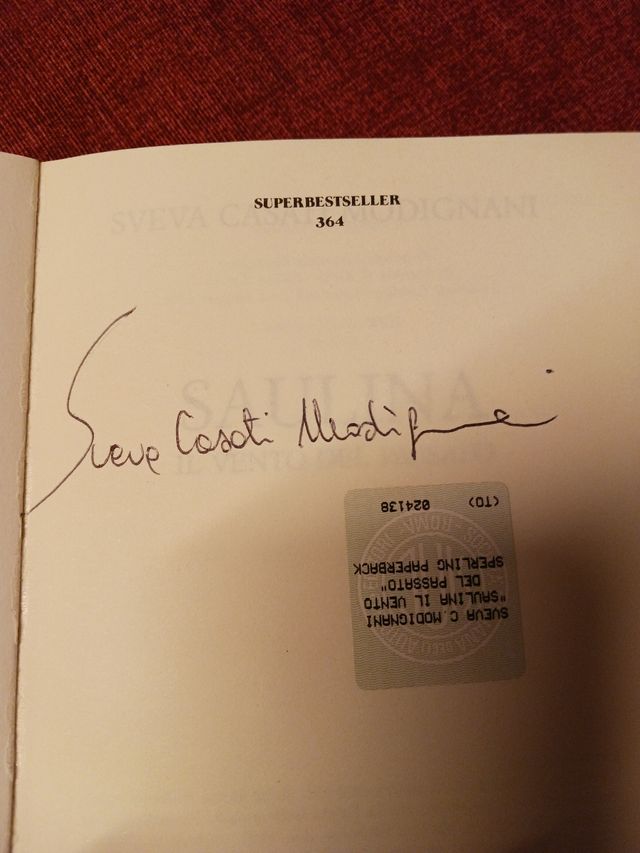 SUPERBESTSELLER
364
SVEVA CASATI MODIGNANI
SAULINA
IL VENTO DEL PASSATO
Sveva Casati Modignani
SVEVA C.MODIGNANI
"SAULINA IL VENTO
DEL PASSATO"
SPERLING PAPERBACK
(TO) 024138